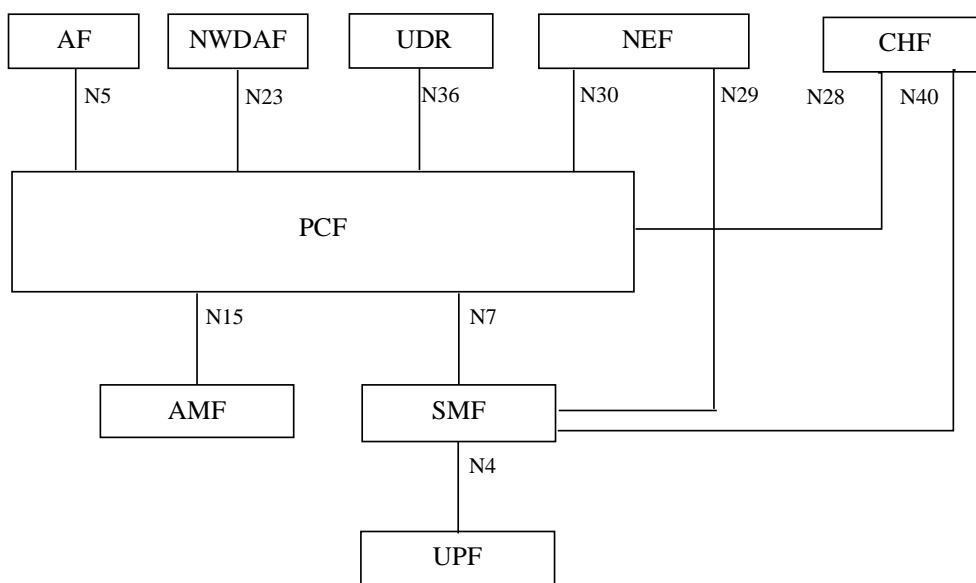 AF
NWDAF
UDR
NEF
CHF
N5
N23
N36
N30
N29
N28
N40
PCF
N15
N7
AMF
SMF
N4
UPF